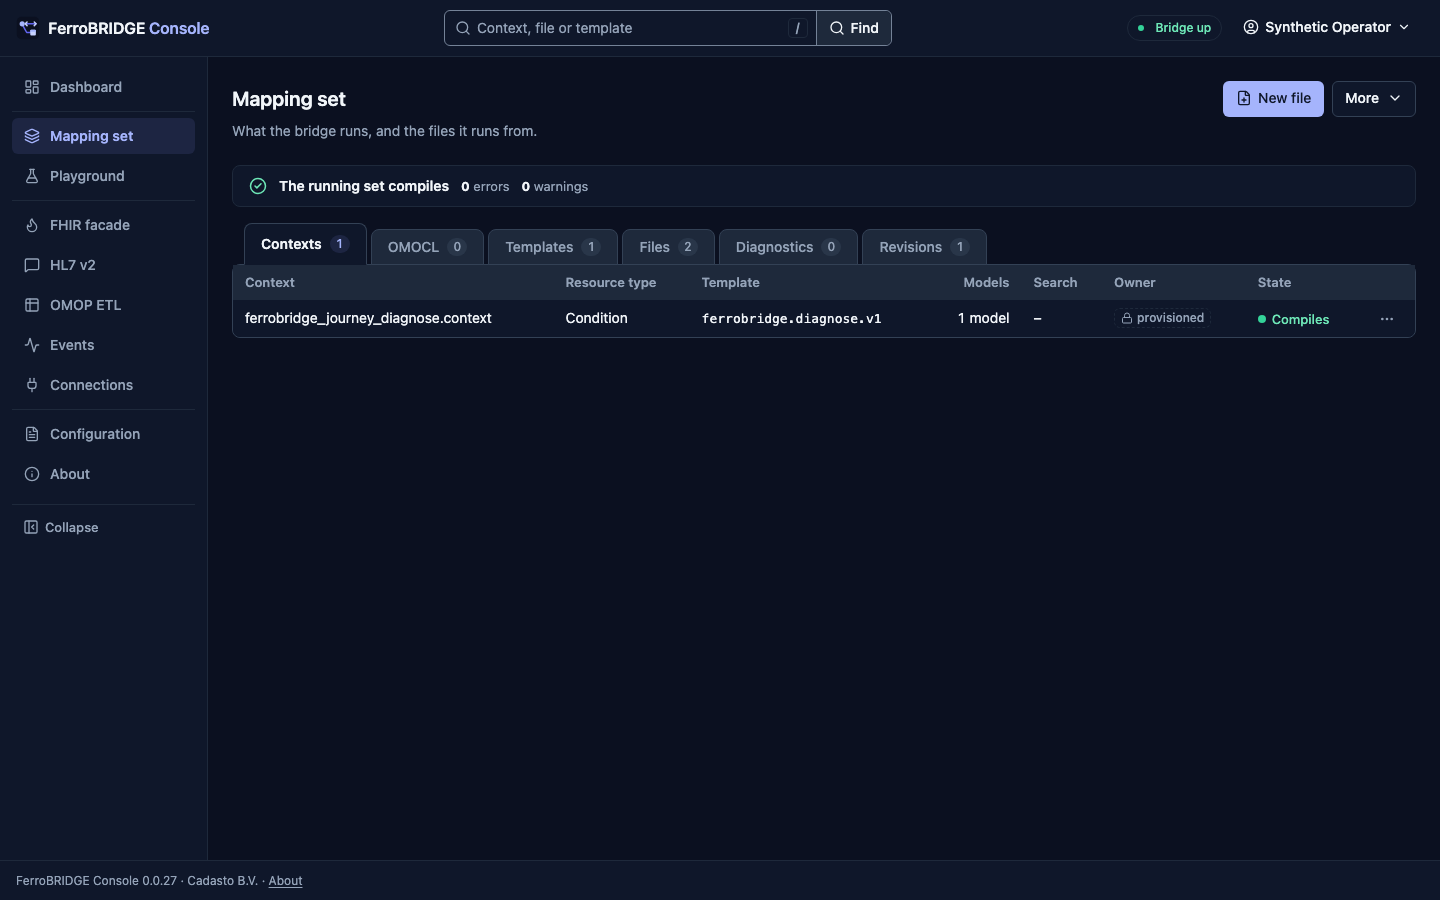 FerroBRIDGE Console
Context, file or template
/
Find
Bridge up
Synthetic Operator
Dashboard
Mapping set
Playground
FHIR facade
HL7 v2
OMOP ETL
Events
Connections
Configuration
About
Collapse
Mapping set
What the bridge runs, and the files it runs from.
New file
More
The running set compiles 0 errors 0 warnings
Contexts 1
OMOCL 0
Templates 1
Files 2
Diagnostics 0
Revisions 1
Context Resource type Template Models Search Owner State
ferrobridge_journey_diagnose.context Condition ferrobridge.diagnose.v1 1 model – provisioned Compiles ···
FerroBRIDGE Console 0.0.27 · Cadasto B.V. · About